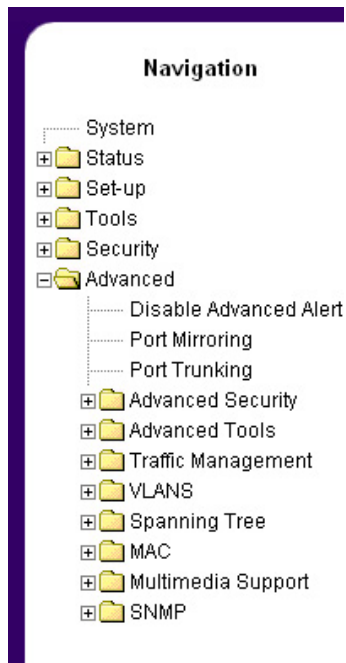 Navigation
System
Status
Set-up
Tools
Security
Advanced
Disable Advanced Alert
Port Mirroring
Port Trunking
Advanced Security
Advanced Tools
Traffic Management
VLANS
Spanning Tree
MAC
Multimedia Support
SNMP